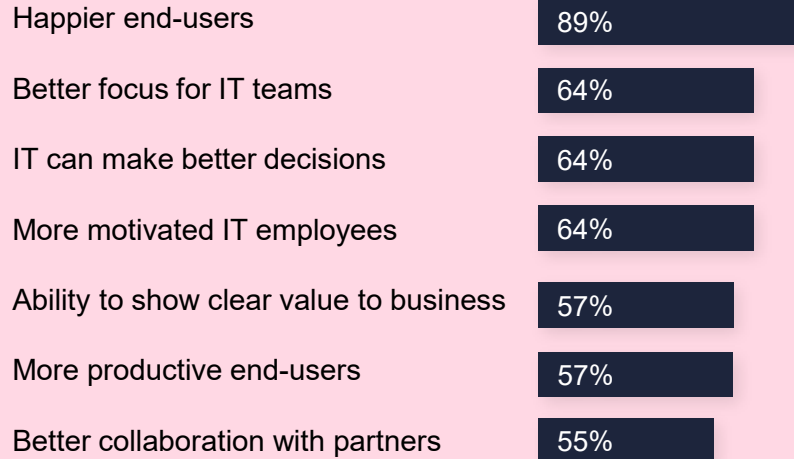 Happier end-users 89%
Better focus for IT teams 64%
IT can make better decisions 64%
More motivated IT employees 64%
Ability to show clear value to business 57%
More productive end-users 57%
Better collaboration with partners 55%